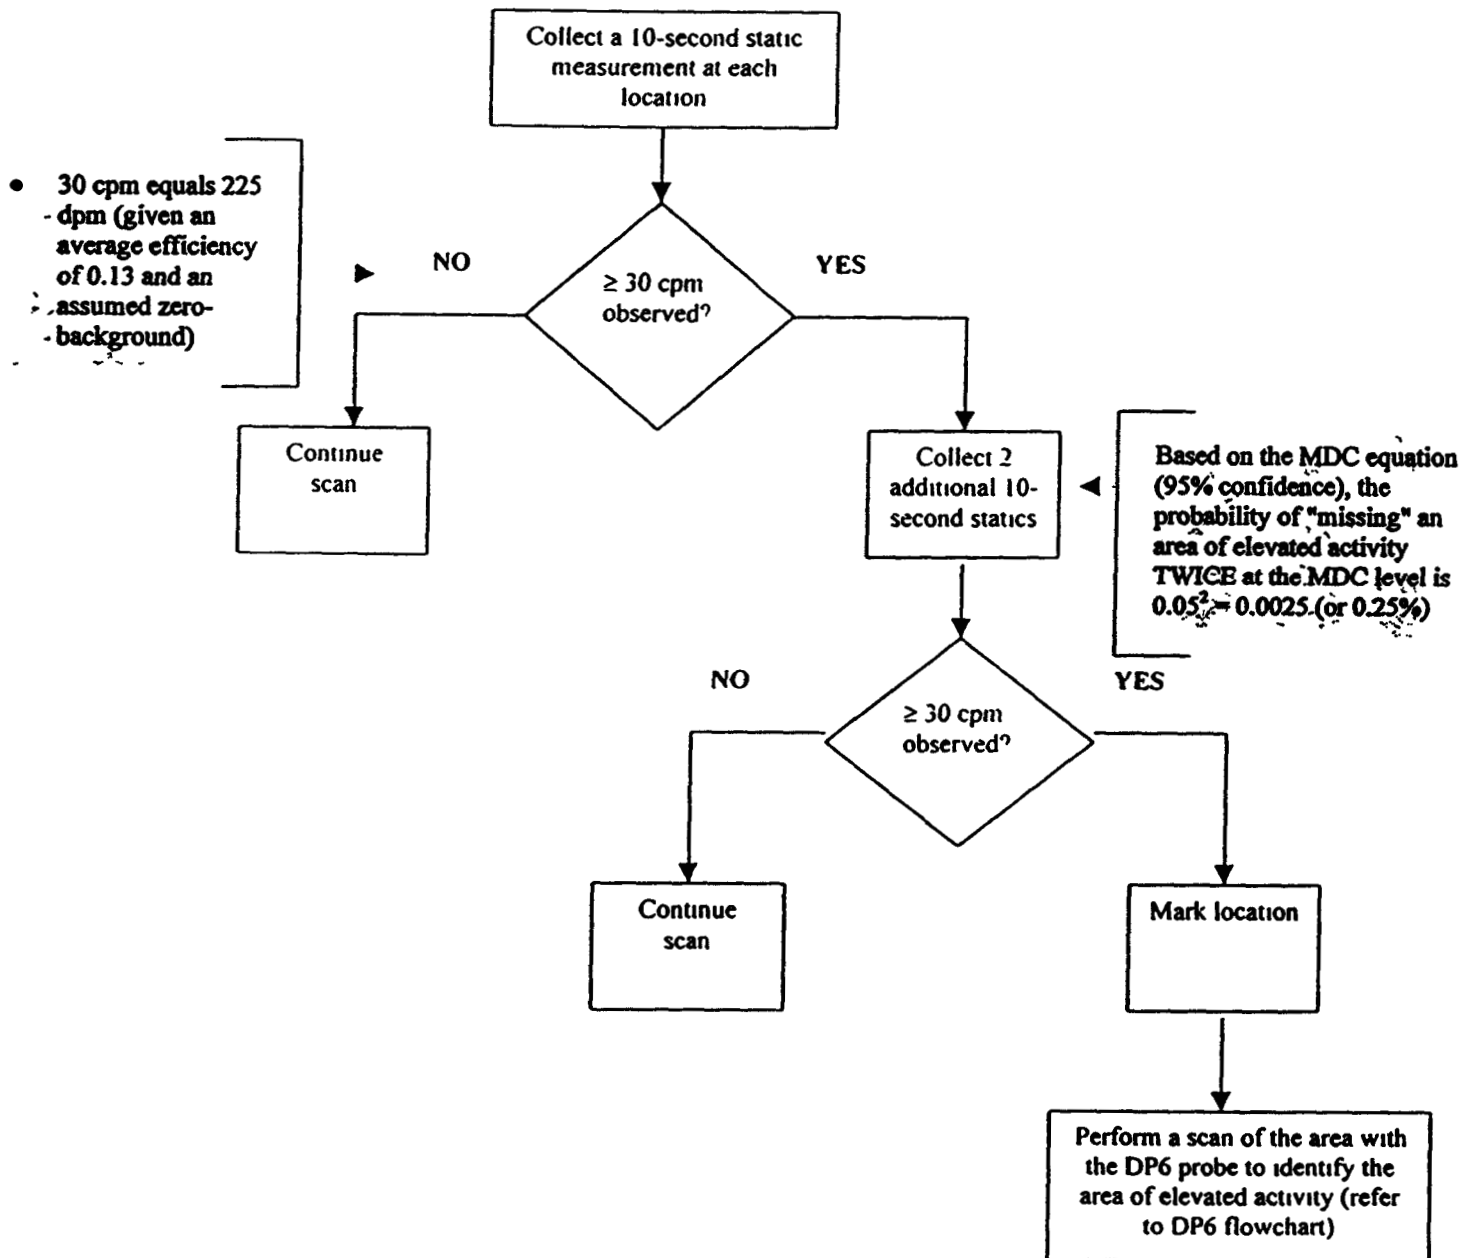 Collect a 10-second static
measurement at each
location
• 30 cpm equals 225
dpm (given an
average efficiency
of 0.13 and an
assumed zero-
background)
NO
YES
≥ 30 cpm
observed?
Continue
scan
Collect 2
additional 10-
second statics
Based on the MDC equation
(95% confidence), the
probability of "missing" an
area of elevated activity
TWICE at the MDC level is
0.05² = 0.0025 (or 0.25%)
NO
YES
≥ 30 cpm
observed?
Continue
scan
Mark location
Perform a scan of the area with
the DP6 probe to identify the
area of elevated activity (refer
to DP6 flowchart)